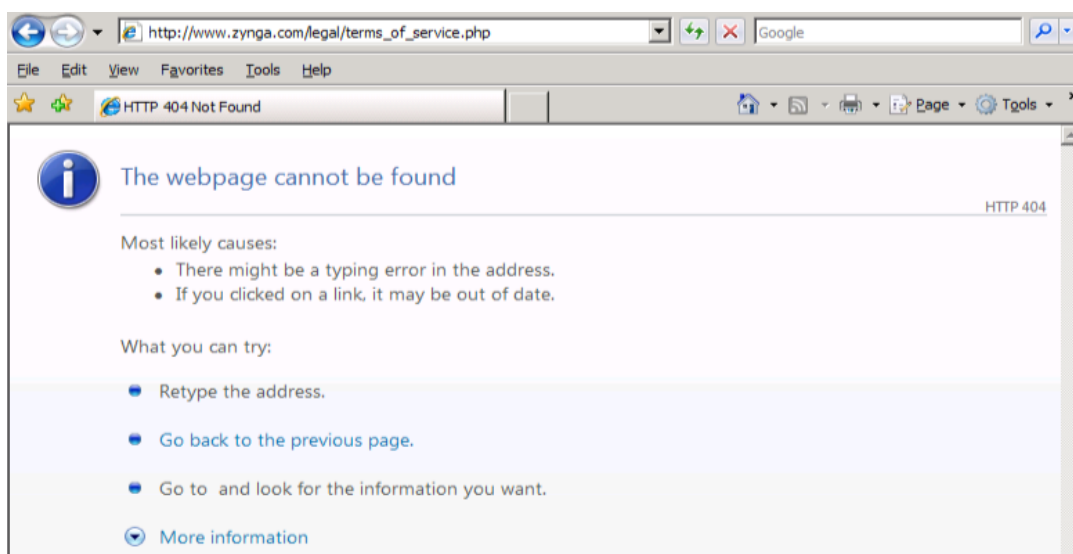 http://www.zynga.com/legal/terms_of_service.php Google
File Edit View Favorites Tools Help
HTTP 404 Not Found Page Tools
The webpage cannot be found
HTTP 404
Most likely causes:
There might be a typing error in the address.
If you clicked on a link, it may be out of date.
What you can try:
Retype the address.
Go back to the previous page.
Go to and look for the information you want.
More information